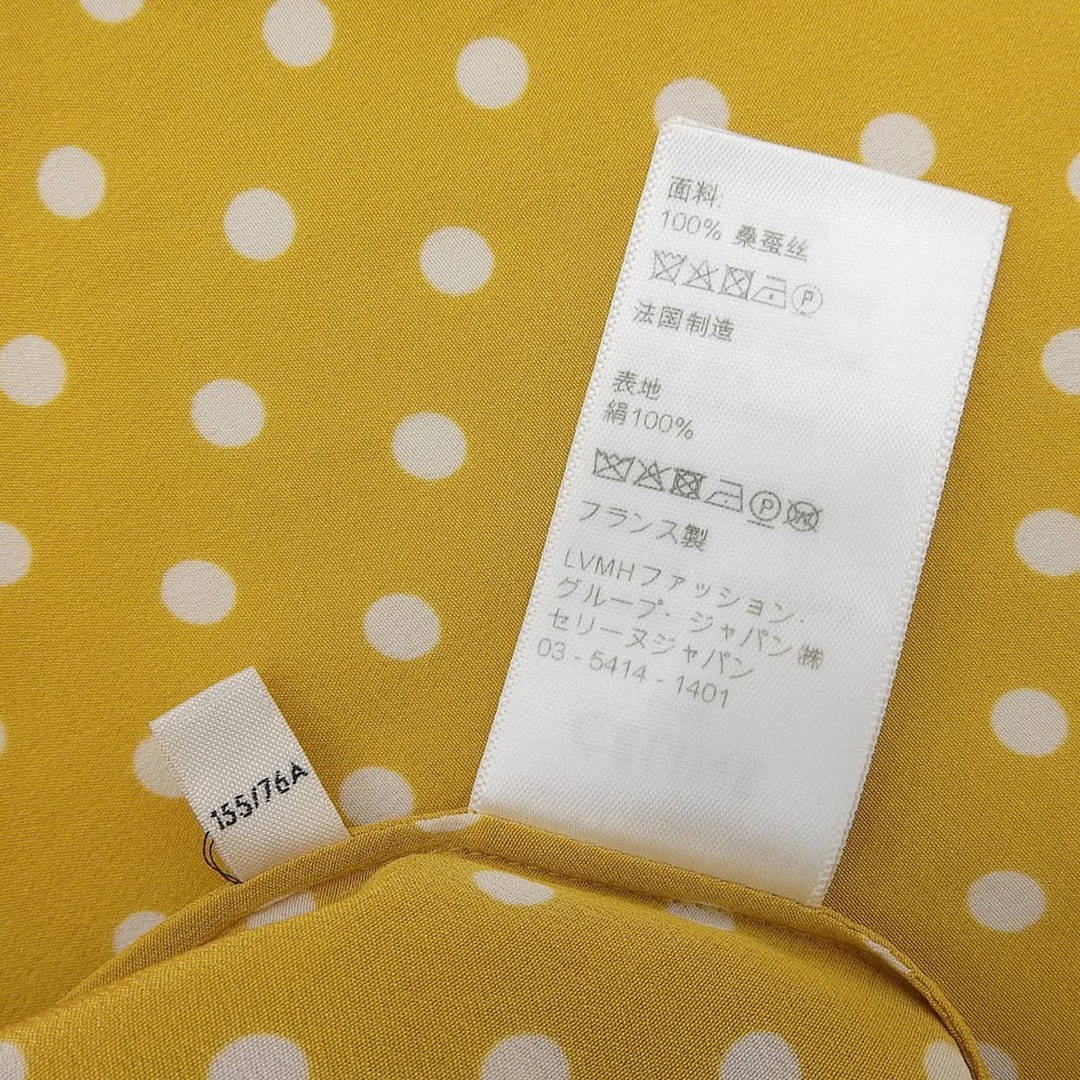 面料:
100% 桑蚕丝
P
法国制造
表地
絹100%
P W
フランス製
LVMHファッション・
グループ・ジャパン㈱
セリーヌジャパン
03 - 5414 - 1401
155/76A